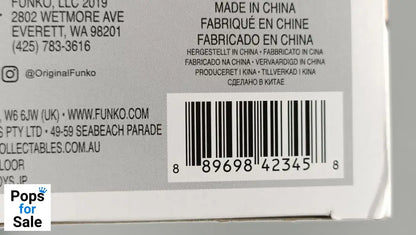 FUNKO, LLC 2019
2802 WETMORE AVE
EVERETT, WA 98201
(425) 783-3616
@OriginalFunko
MADE IN CHINA
FABRIQUÉ EN CHINE
FABRICADO EN CHINA
HERGESTELLT IN CHINA • FABBRICATO IN CINA
FABRICADO NA CHINA • VERVAARDIGD IN CHINA
PRODUCERET I KINA • TILLVERKAD I KINA
СДЕЛАНО В КИТАЕ
, W6 6JW (UK) • WWW.FUNKO.COM
S PTY LTD • 49-59 SEABEACH PARADE
COLLECTABLES.COM.AU
LOOR
OYS.JP
8 89698 42345 8
Pops
for
Sale